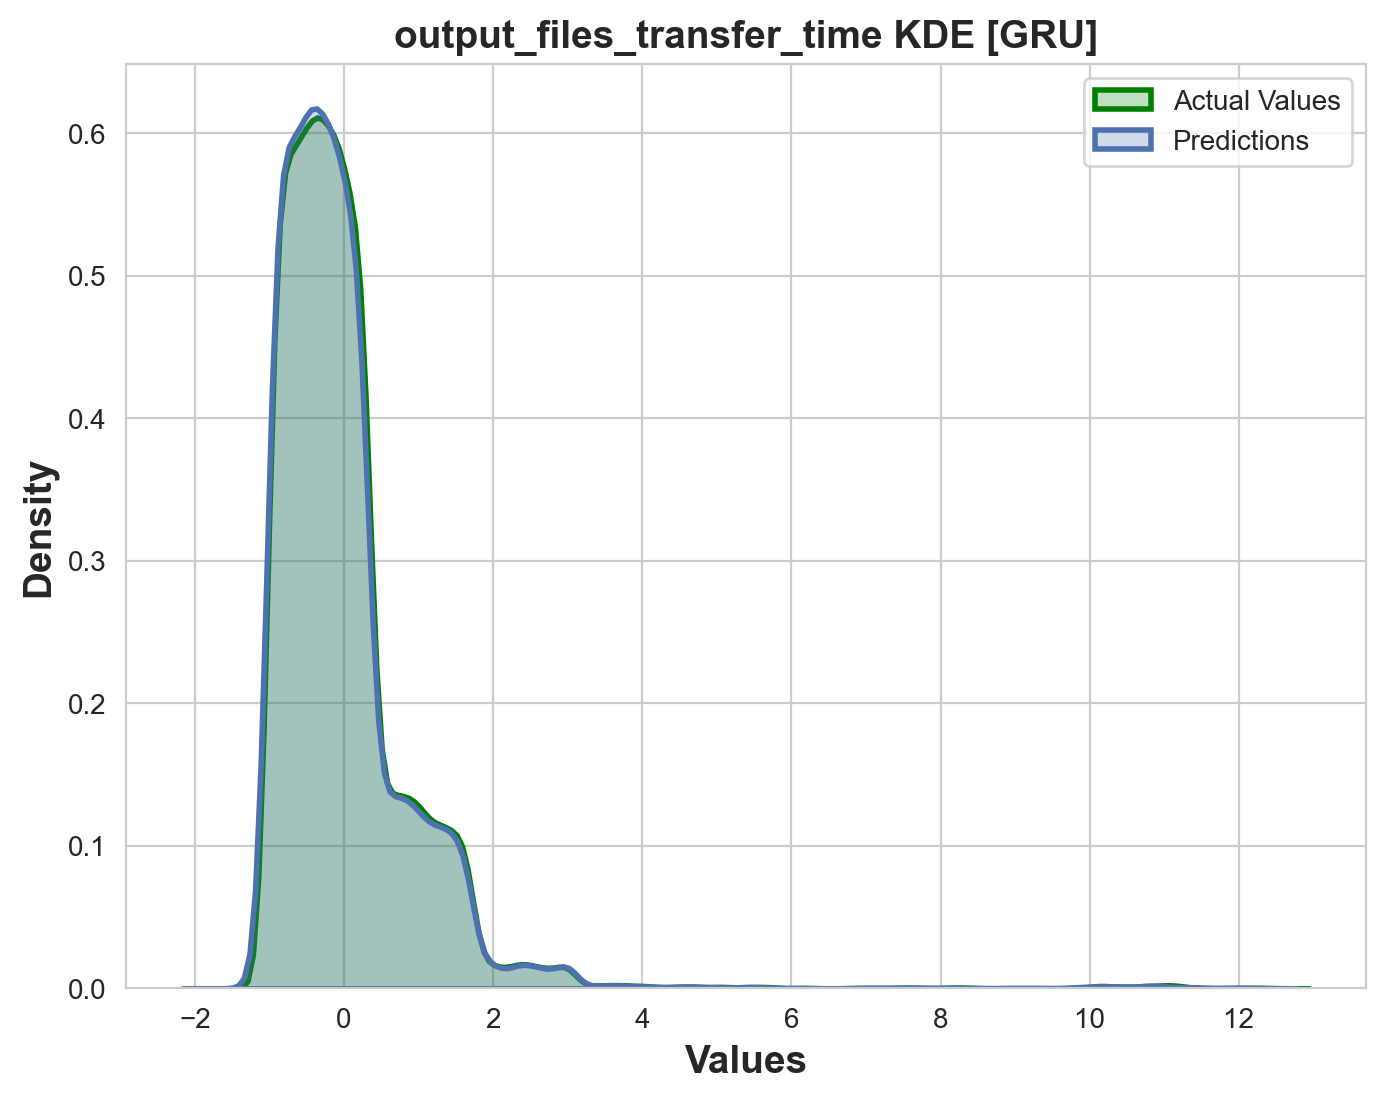 output_files_transfer_time KDE [GRU]
Actual Values
Predictions
Density
0.6
0.5
0.4
0.3
0.2
0.1
0.0
−2 0 2 4 6 8 10 12
Values